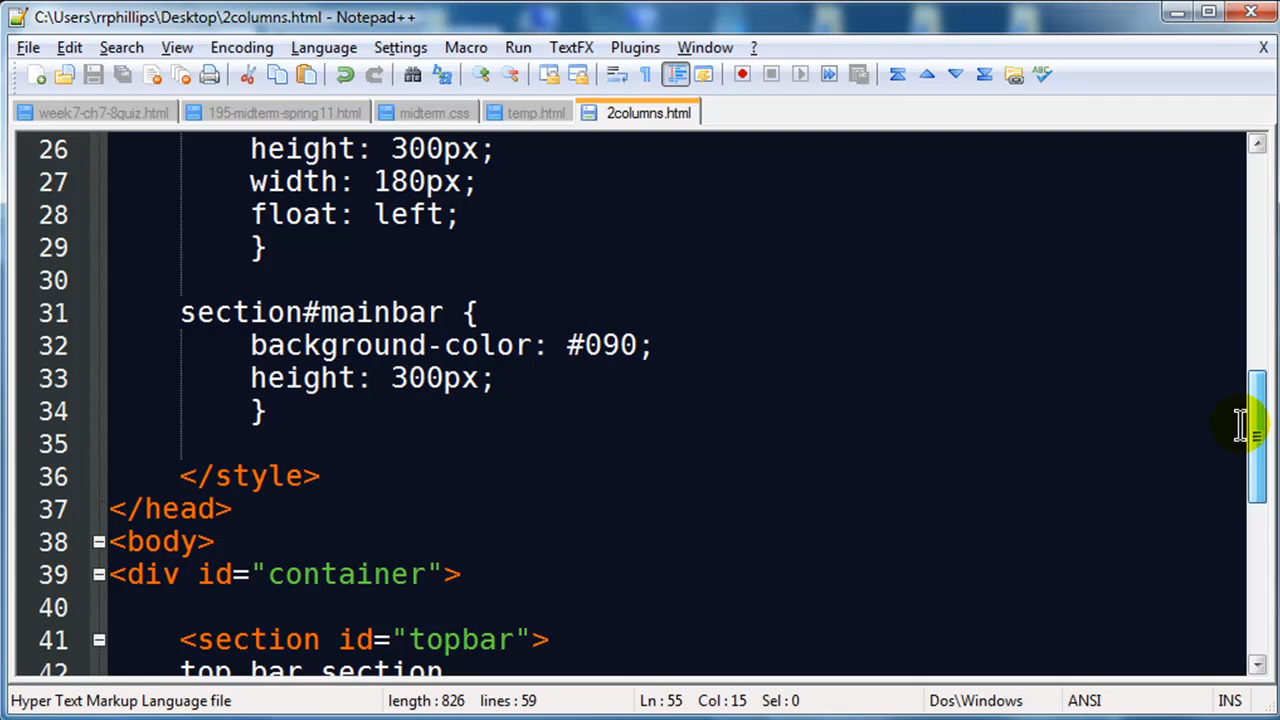 C:\Users\rrphillips\Desktop\2columns.html - Notepad++
File Edit Search View Encoding Language Settings Macro Run TextFX Plugins Window ? X
week7-ch7-8quiz.html 195-midterm-spring11.html midterm.css temp.html 2columns.html
26 height: 300px;
27 width: 180px;
28 float: left;
29 }
30
31 section#mainbar {
32 background-color: #090;
33 height: 300px;
34 }
35
36 </style>
37 </head>
38 <body>
39 <div id="container">
40
41 <section id="topbar">
42 top bar section
Hyper Text Markup Language file length : 826 lines : 59 Ln : 55 Col : 15 Sel : 0 Dos\Windows ANSI INS